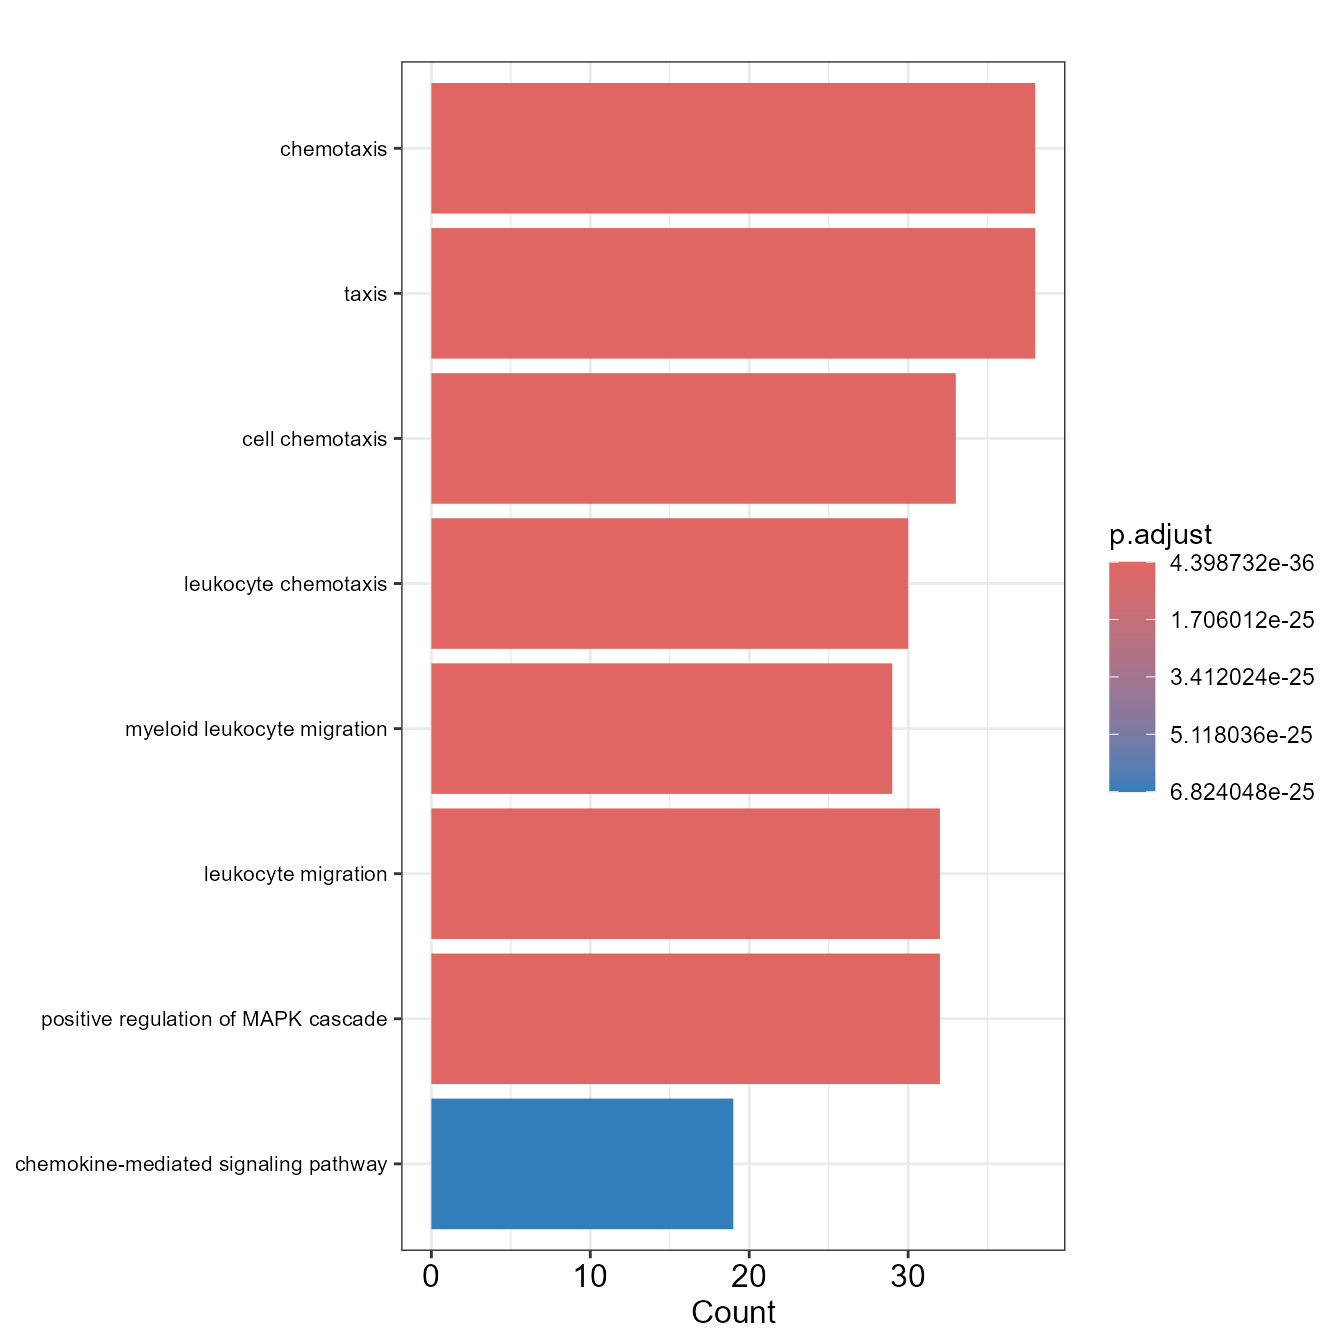 chemotaxis
taxis
cell chemotaxis
leukocyte chemotaxis
myeloid leukocyte migration
leukocyte migration
positive regulation of MAPK cascade
chemokine-mediated signaling pathway
0 10 20 30
Count
p.adjust
4.398732e-36
1.706012e-25
3.412024e-25
5.118036e-25
6.824048e-25